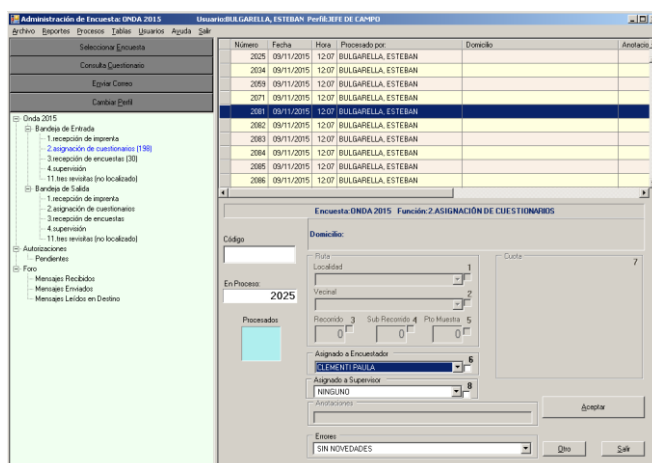 Administración de Encuesta: ONDA 2015 Usuario:BULGARELLA, ESTEBAN Perfil:JEFE DE CAMPO
Archivo Reportes Procesos Tablas Usuarios Ayuda Salir
Seleccionar Encuesta
Consulta Cuestionario
Enviar Correo
Cambiar Perfil
Onda 2015
Bandeja de Entrada
1.recepción de imprenta
2.asignación de cuestionarios (198)
3.recepción de encuestas (30)
4.supervisión
11.tres revisitas (no localizado)
Bandeja de Salida
1.recepción de imprenta
2.asignación de cuestionarios
3.recepción de encuestas
4.supervisión
11.tres revisitas (no localizado)
Autorizaciones
Pendientes
Foro
Mensajes Recibidos
Mensajes Enviados
Mensajes Leídos en Destino
Número Fecha Hora Procesado por: Domicilio Anotacio
2025 09/11/2015 12:07 BULGARELLA, ESTEBAN
2034 09/11/2015 12:07 BULGARELLA, ESTEBAN
2059 09/11/2015 12:07 BULGARELLA, ESTEBAN
2071 09/11/2015 12:07 BULGARELLA, ESTEBAN
2081 09/11/2015 12:07 BULGARELLA, ESTEBAN
2082 09/11/2015 12:07 BULGARELLA, ESTEBAN
2083 09/11/2015 12:07 BULGARELLA, ESTEBAN
2084 09/11/2015 12:07 BULGARELLA, ESTEBAN
2085 09/11/2015 12:07 BULGARELLA, ESTEBAN
2086 09/11/2015 12:07 BULGARELLA, ESTEBAN
Encuesta:ONDA 2015 Función:2.ASIGNACIÓN DE CUESTIONARIOS
Código
Domicilio:
En Proceso:
2025
Procesados
Ruta
Localidad 1
Vecinal 2
Recorrido 3 Sub Recorrido 4 Pto Muestra 5
0 0 0
Cuota 7
Asignado a Encuestador 6
CLEMENTI PAULA
Asignado a Supervisor 8
NINGUNO
Anotaciones
Aceptar
Errores
SIN NOVEDADES
Otro Salir